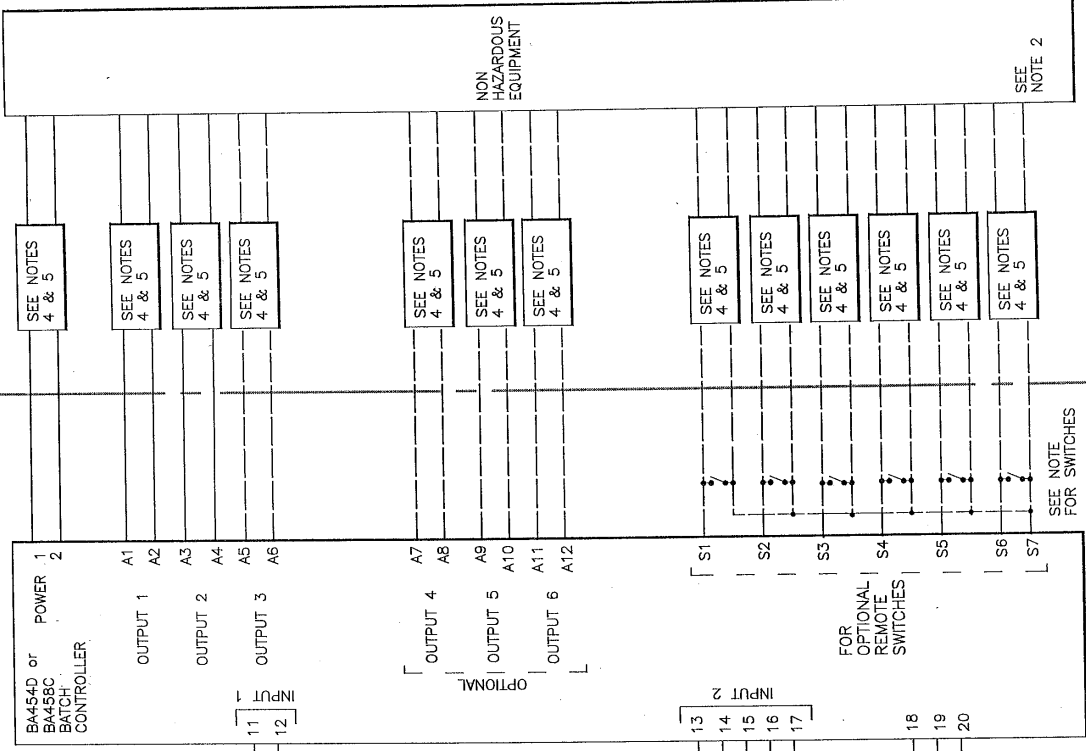 NON
HAZARDOUS
EQUIPMENT
SEE
NOTE 2
SEE NOTES
4 & 5
SEE NOTES
4 & 5
SEE NOTES
4 & 5
SEE NOTES
4 & 5
SEE NOTES
4 & 5
SEE NOTES
4 & 5
SEE NOTES
4 & 5
SEE NOTES
4 & 5
SEE NOTES
4 & 5
SEE NOTES
4 & 5
SEE NOTES
4 & 5
SEE NOTES
4 & 5
SEE NOTES
4 & 5
SEE NOTE
FOR SWITCHES
BA454D or
BA458C
BATCH
CONTROLLER
POWER
1
2
OUTPUT 1
A1
A2
OUTPUT 2
A3
A4
OUTPUT 3
A5
A6
OPTIONAL
OUTPUT 4
A7
A8
OUTPUT 5
A9
A10
OUTPUT 6
A11
A12
FOR
OPTIONAL
REMOTE
SWITCHES
S1
S2
S3
S4
S5
S6
S7
INPUT 1
11
12
INPUT 2
13
14
15
16
17
18
19
20